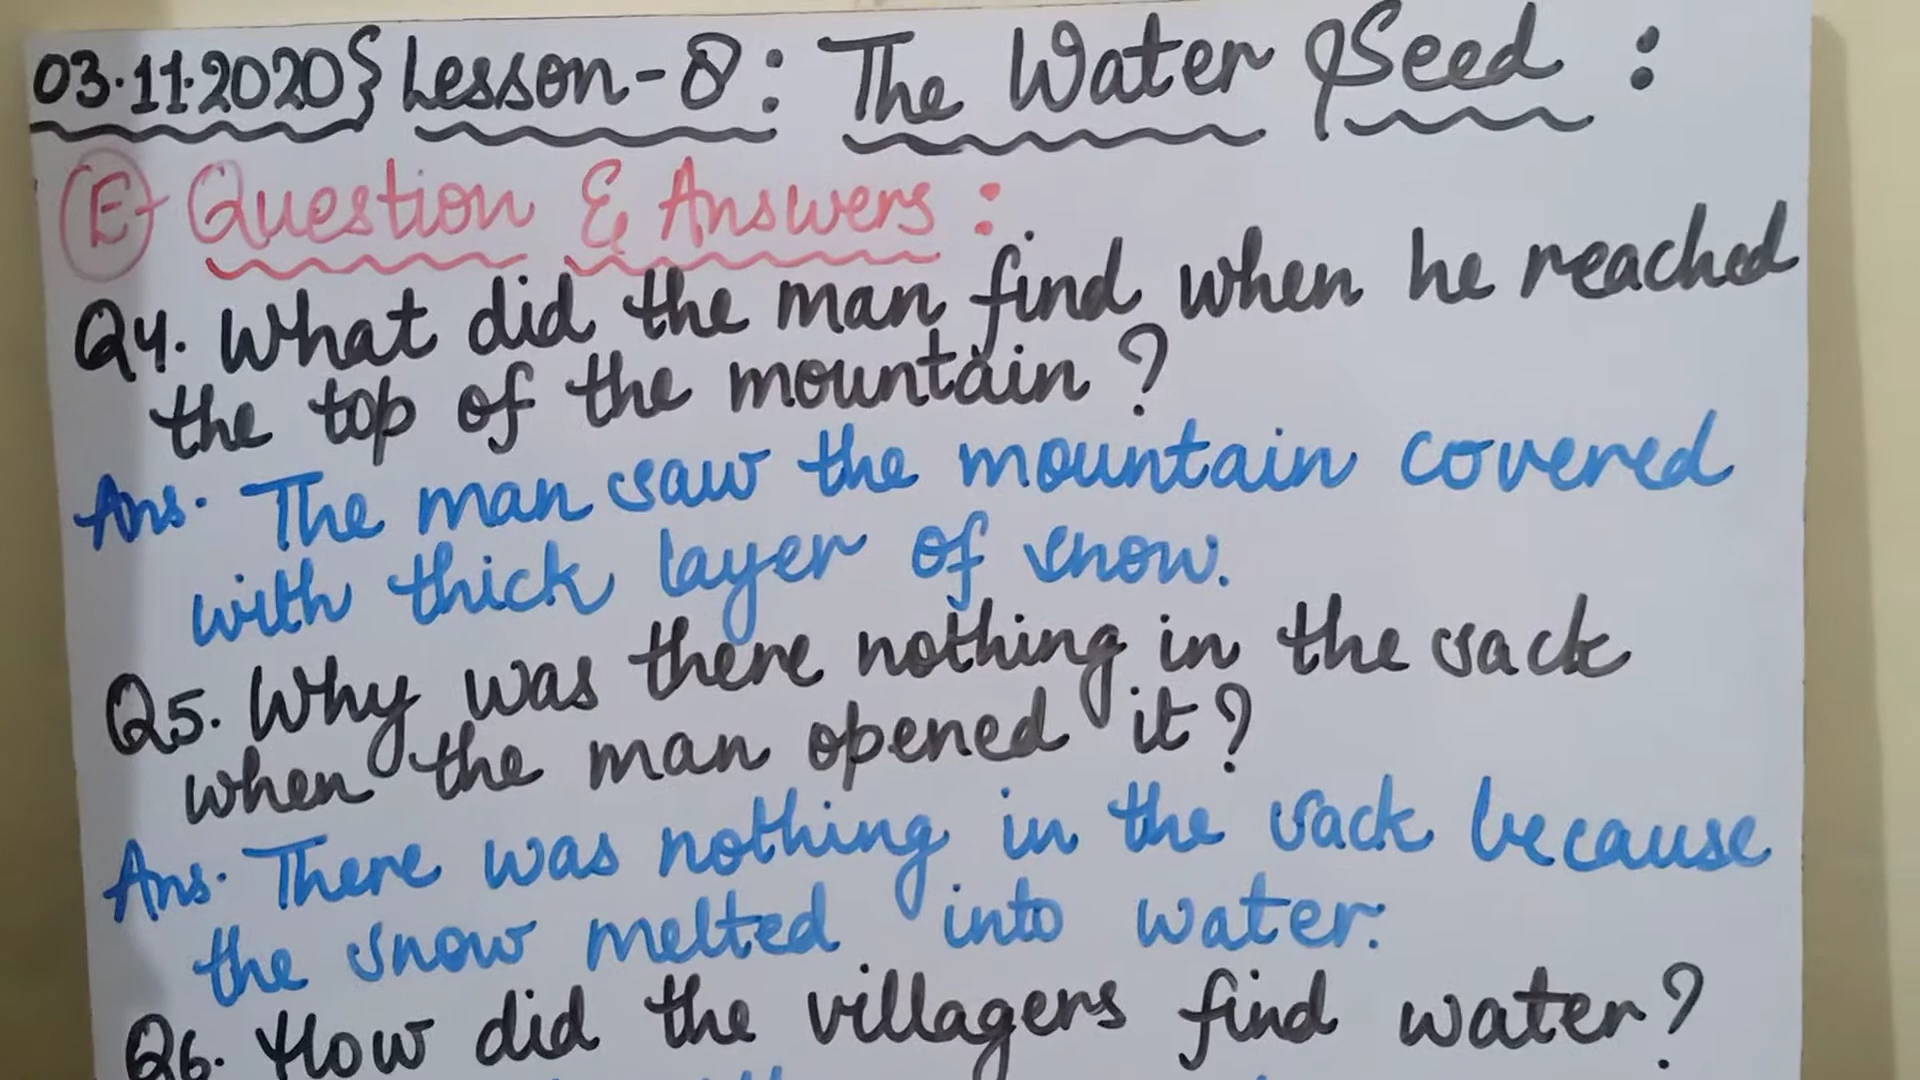 03.11.2020} Lesson-8: The Water Seed :
E Question & Answers :
Q4. What did the man find when he reached
the top of the mountain ?
Ans. The man saw the mountain covered
with thick layer of snow.
Q5. Why was there nothing in the sack
when the man opened it ?
Ans. There was nothing in the sack because
the snow melted into water.
Q6. How did the villagers find water ?